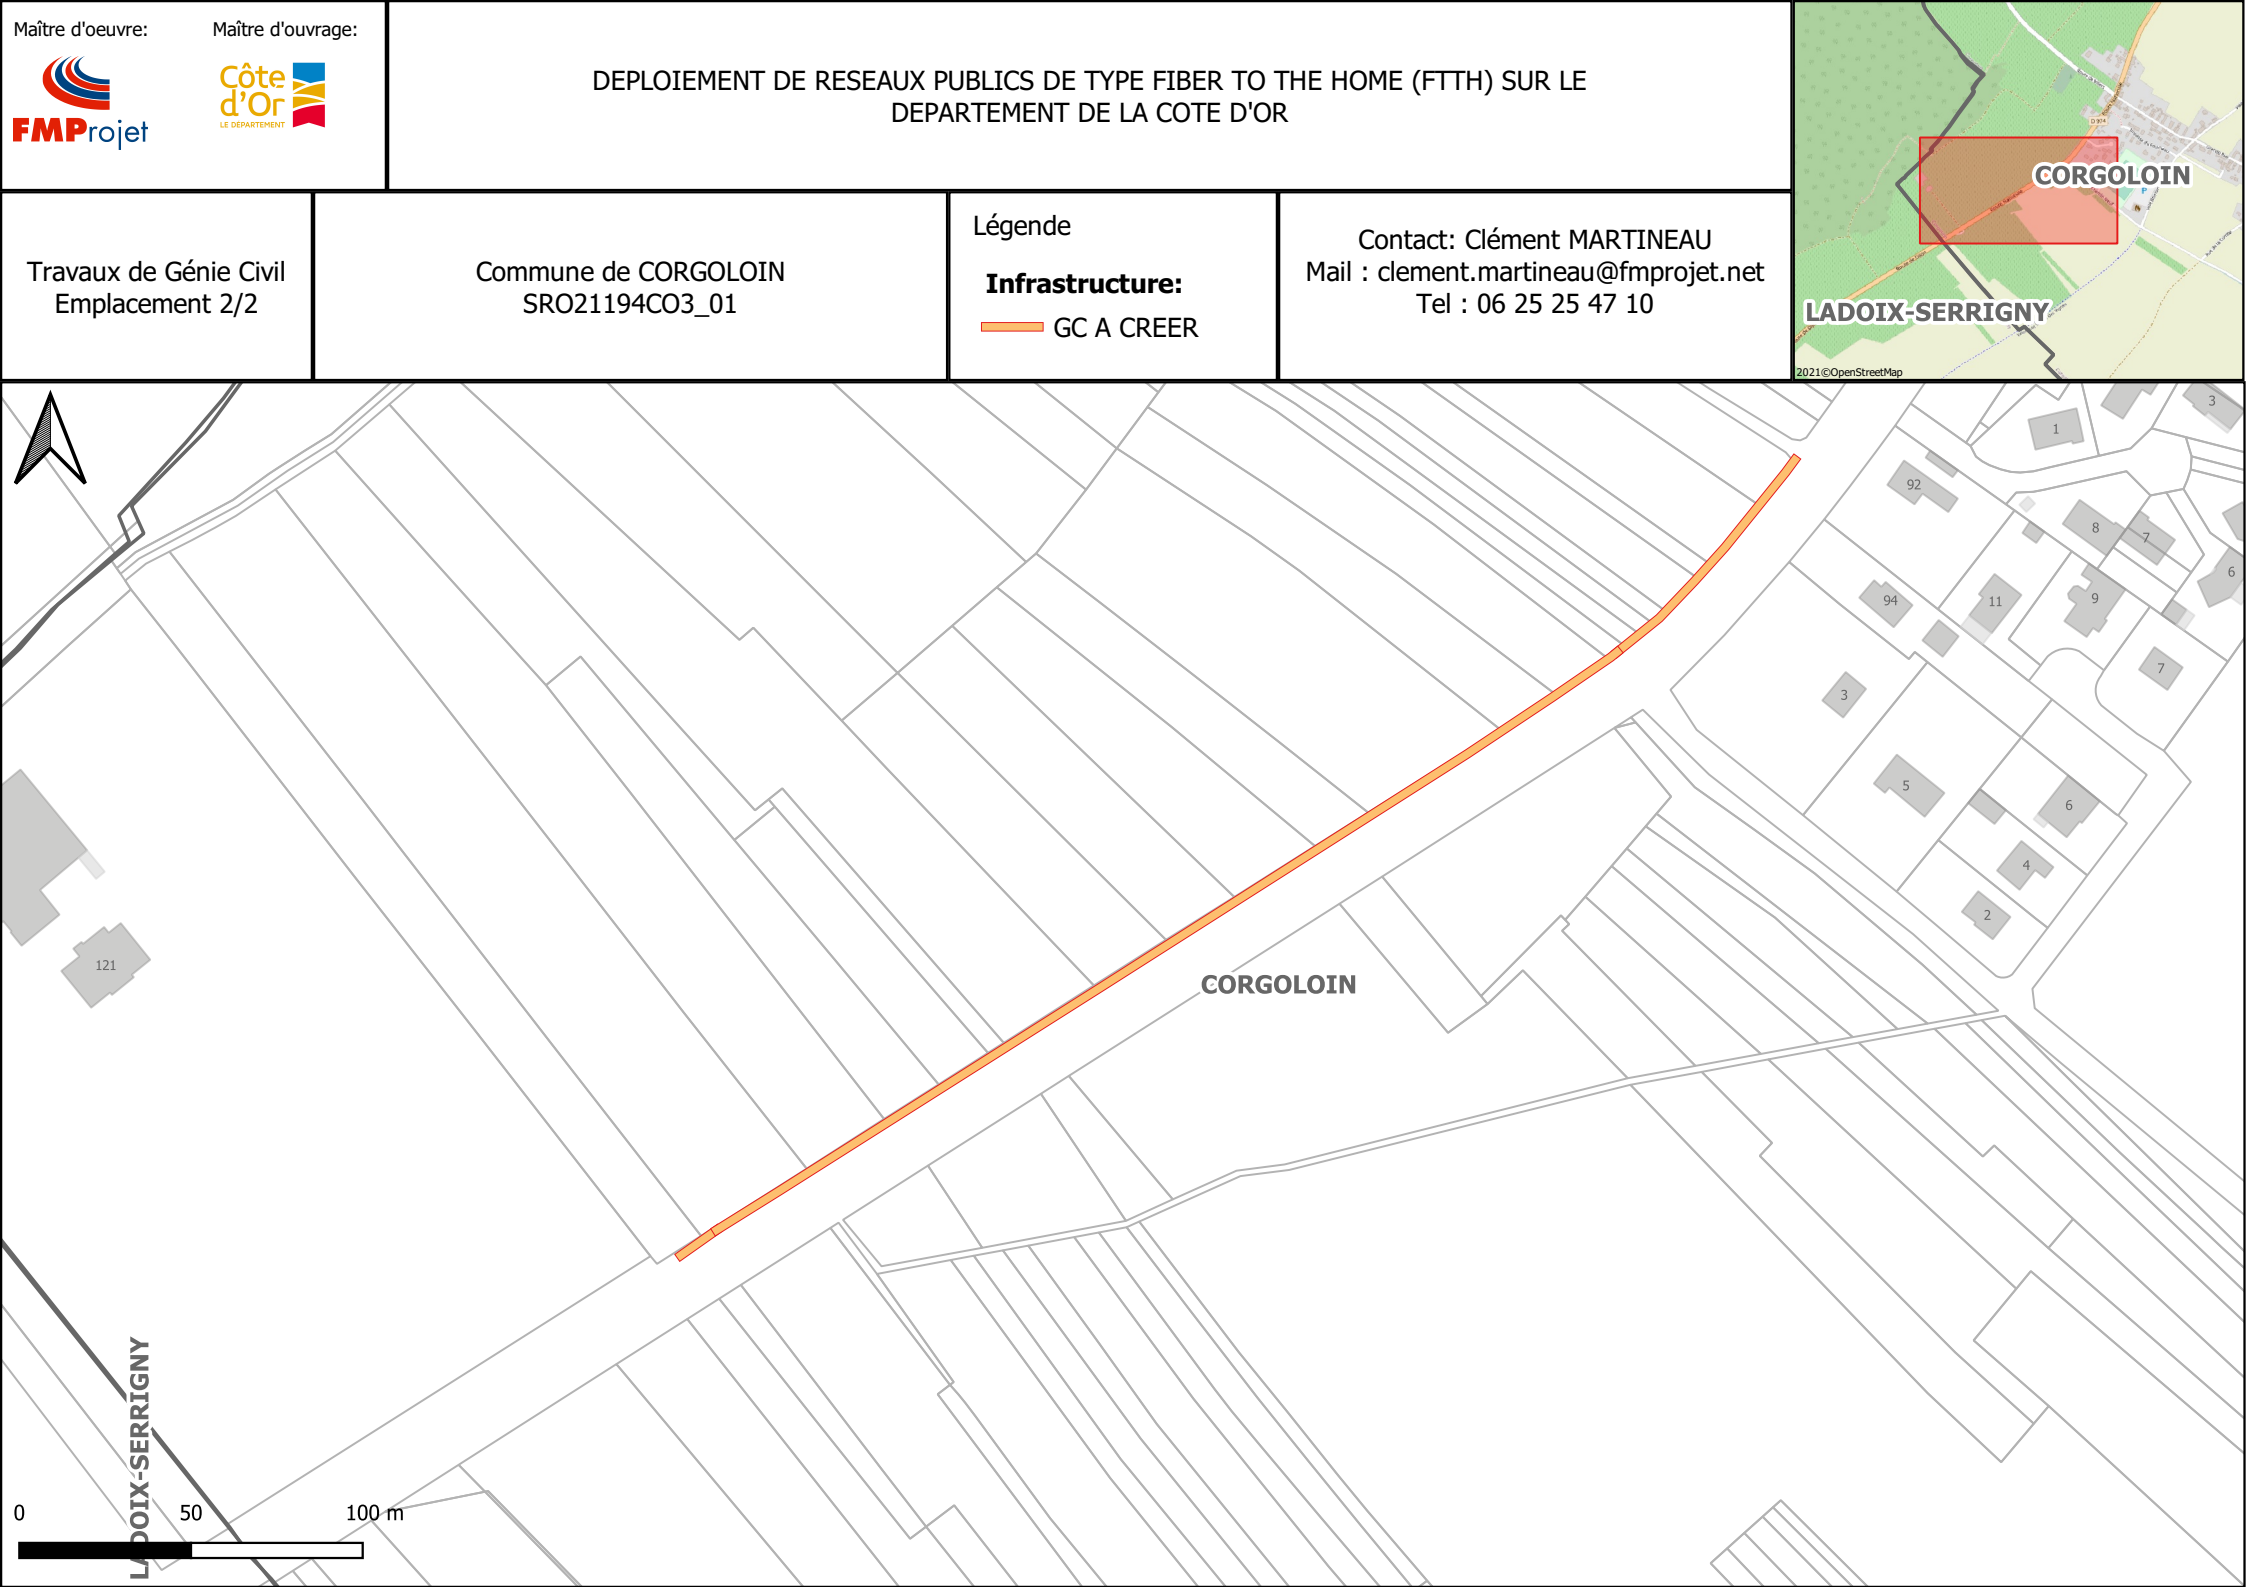 Maître d'oeuvre:
Maître d'ouvrage:
FMProjet
Côte
d'Or
LE DÉPARTEMENT
DEPLOIEMENT DE RESEAUX PUBLICS DE TYPE FIBER TO THE HOME (FTTH) SUR LE
DEPARTEMENT DE LA COTE D'OR
Travaux de Génie Civil
Emplacement 2/2
Commune de CORGOLOIN
SRO21194CO3_01
Légende
Infrastructure:
GC A CREER
Contact: Clément MARTINEAU
Mail : clement.martineau@fmprojet.net
Tel : 06 25 25 47 10
D 974
CORGOLOIN
P
LADOIX-SERRIGNY
2021©OpenStreetMap
3
1
92
8
7
6
94
11
9
7
3
5
6
4
2
121
CORGOLOIN
LADOIX-SERRIGNY
0 50 100 m